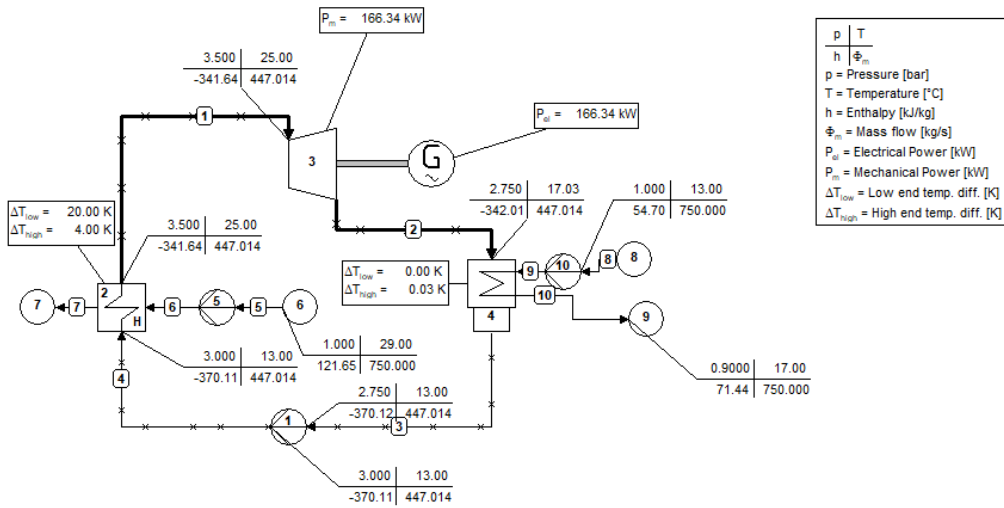 P_m = 166.34 kW
p T
h Φ_m
p = Pressure [bar]
T = Temperature [°C]
h = Enthalpy [kJ/kg]
Φ_m = Mass flow [kg/s]
P_el = Electrical Power [kW]
P_m = Mechanical Power [kW]
ΔT_low = Low end temp. diff. [K]
ΔT_high = High end temp. diff. [K]
3.500 25.00
-341.64 447.014
1
3
P_el = 166.34 kW
G
~
2.750 17.03
-342.01 447.014
1.000 13.00
54.70 750.000
2
ΔT_low = 20.00 K
ΔT_high = 4.00 K
3.500 25.00
-341.64 447.014
ΔT_low = 0.00 K
ΔT_high = 0.03 K
9
10
8
8
10
4
9
7
7
2
H
6
5
5
6
1.000 29.00
121.65 750.000
3.000 13.00
-370.11 447.014
0.9000 17.00
71.44 750.000
4
2.750 13.00
-370.12 447.014
1
3
3.000 13.00
-370.11 447.014